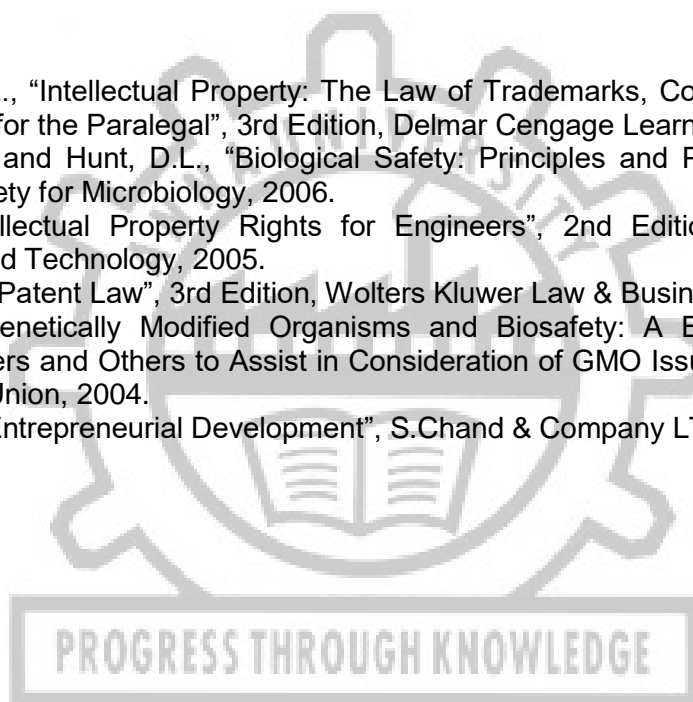 ., “Intellectual Property: The Law of Trademarks, Co
for the Paralegal”, 3rd Edition, Delmar Cengage Learn
and Hunt, D.L., “Biological Safety: Principles and P
ety for Microbiology, 2006.
llectual Property Rights for Engineers”, 2nd Editio
d Technology, 2005.
Patent Law”, 3rd Edition, Wolters Kluwer Law & Busin
enetically Modified Organisms and Biosafety: A B
ers and Others to Assist in Consideration of GMO Issu
Union, 2004.
Entrepreneurial Development”, S.Chand & Company LT
PROGRESS THROUGH KNOWLEDGE